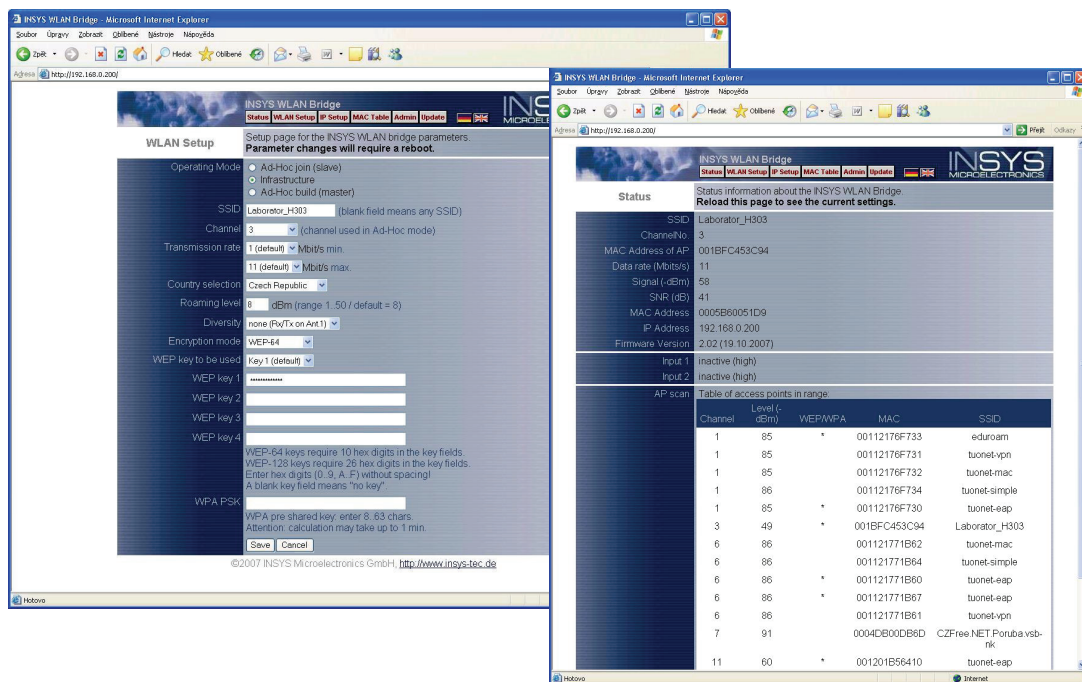 INSYS WLAN Bridge - Microsoft Internet Explorer
Soubor Úpravy Zobrazit Oblíbené Nástroje Nápověda
Zpět Hledat Oblíbené
Adresa http://192.168.0.200/
INSYS WLAN Bridge
Status WLAN Setup IP Setup MAC Table Admin Update
INS
MICROELEC
WLAN Setup
Setup page for the INSYS WLAN bridge parameters.
Parameter changes will require a reboot.
Operating Mode Ad-Hoc join (slave)
Infrastructure
Ad-Hoc build (master)
SSID Laborator_H303 (blank field means any SSID)
Channel 3 (channel used in Ad-Hoc mode)
Transmission rate 1 (default) Mbit/s min.
11 (default) Mbit/s max.
Country selection Czech Republic
Roaming level 8 dBm (range 1..50 / default = 8)
Diversity none (Rx/Tx on Ant.1)
Encryption mode WEP-64
WEP key to be used Key 1 (default)
WEP key 1 •••••••••••••
WEP key 2
WEP key 3
WEP key 4
WEP-64 keys require 10 hex digits in the key fields.
WEP-128 keys require 26 hex digits in the key fields.
Enter hex digits (0..9, A..F) without spacing!
A blank key field means "no key".
WPA PSK
WPA pre shared key: enter 8..63 chars.
Attention: calculation may take up to 1 min.
Save Cancel
©2007 INSYS Microelectronics GmbH, http://www.insys-tec.de
Hotovo
INSYS WLAN Bridge - Microsoft Internet Explorer
Soubor Úpravy Zobrazit Oblíbené Nástroje Nápověda
Zpět Hledat Oblíbené
Adresa http://192.168.0.200/ Přejít Odkazy
INSYS WLAN Bridge
Status WLAN Setup IP Setup MAC Table Admin Update
INSYS
MICROELECTRONICS
Status
Status information about the INSYS WLAN Bridge.
Reload this page to see the current settings.
SSID Laborator_H303
ChannelNo. 3
MAC Address of AP 001BFC453C94
Data rate (Mbits/s) 11
Signal (-dBm) 58
SNR (dB) 41
MAC Address 0005B60051D9
IP Address 192.168.0.200
Firmware Version 2.02 (19.10.2007)
Input 1 inactive (high)
Input 2 inactive (high)
AP scan Table of access points in range:
Channel Level (-dBm) WEP/WPA MAC SSID
1 85 * 00112176F733 eduroam
1 85 00112176F731 tuonet-vpn
1 85 00112176F732 tuonet-mac
1 86 00112176F734 tuonet-simple
1 85 * 00112176F730 tuonet-eap
3 49 * 001BFC453C94 Laborator_H303
6 86 001121771B62 tuonet-mac
6 86 001121771B64 tuonet-simple
6 86 * 001121771B60 tuonet-eap
6 86 * 001121771B67 tuonet-eap
6 86 001121771B61 tuonet-vpn
7 91 0004DB00DB6D CZFree.NET.Poruba.vsb-nk
11 60 * 001201B56410 tuonet-eap
Hotovo Internet